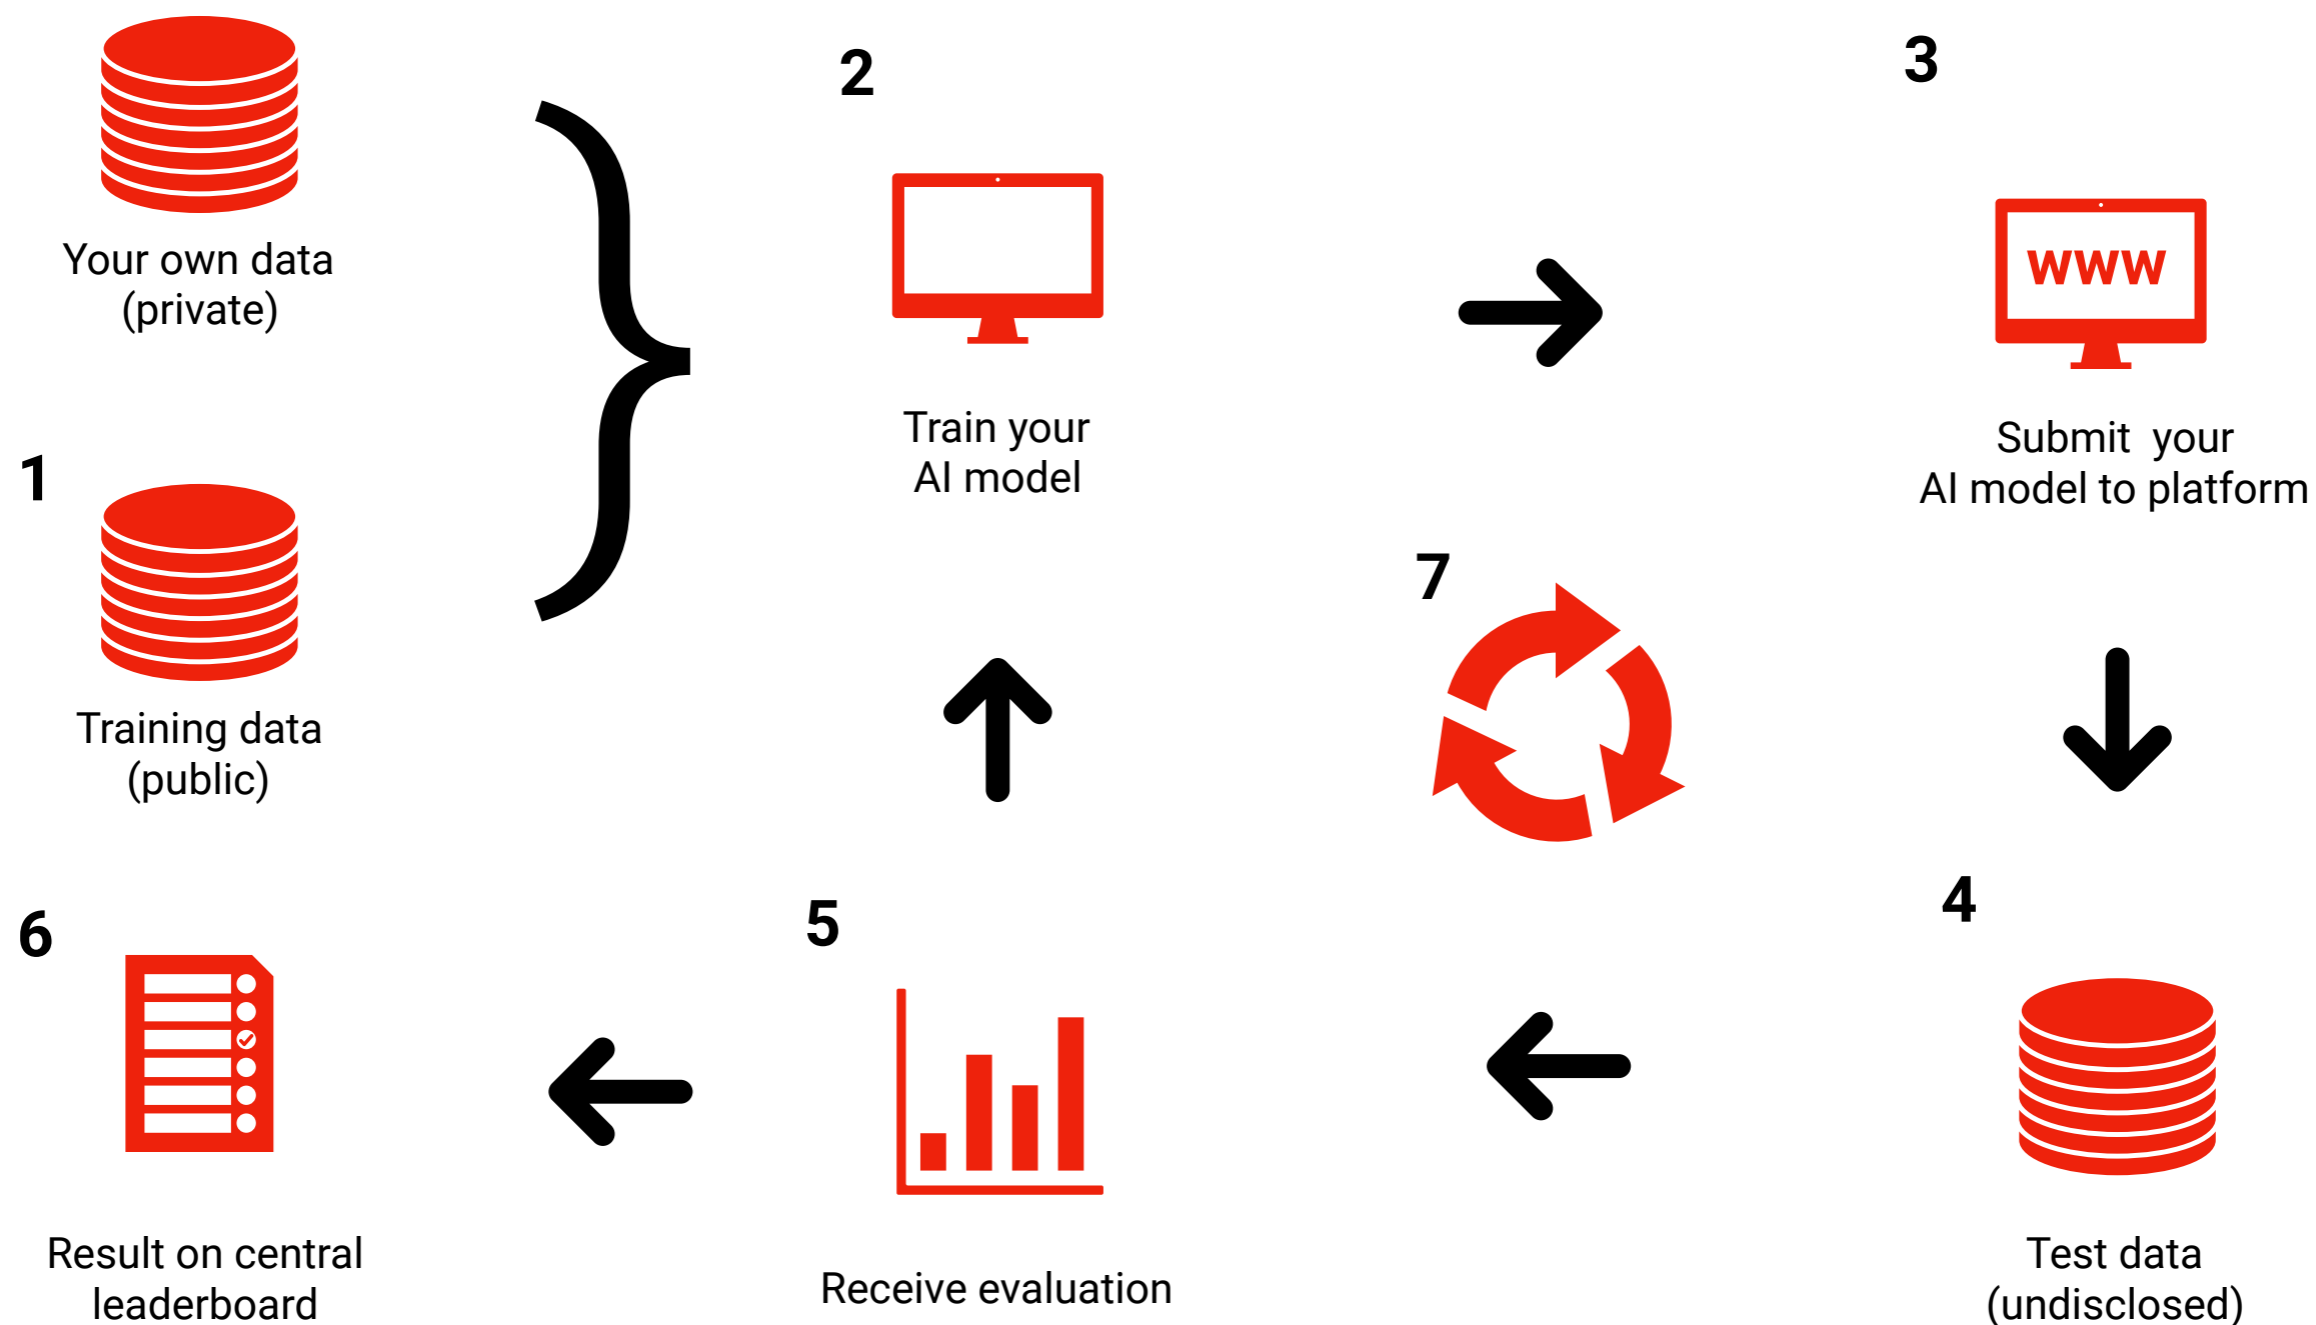 Your own data
(private)
1
Training data
(public)
2
Train your
AI model
3
www
Submit  your
AI model to platform
7
4
Test data
(undisclosed)
5
Receive evaluation
6
Result on central
leaderboard